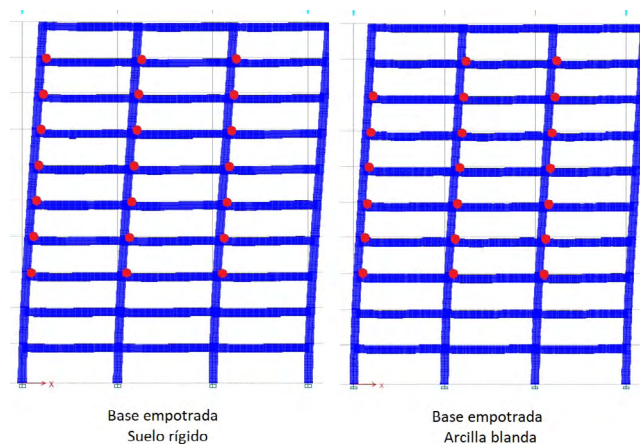 X
X
Base empotrada
Suelo rígido
Base empotrada
Arcilla blanda